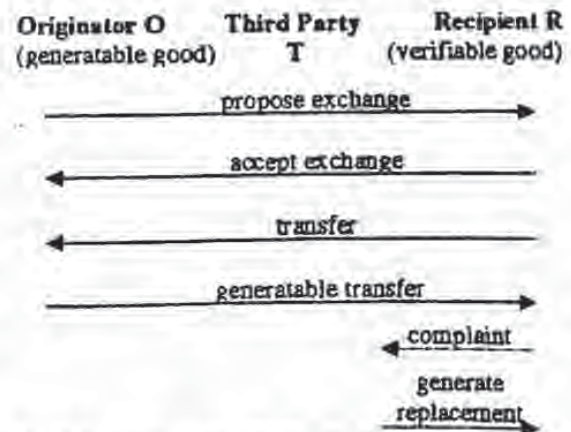 Originator O Third Party Recipient R
(generatable good) T (verifiable good)
propose exchange
accept exchange
transfer
generatable transfer
complaint
generate
replacement